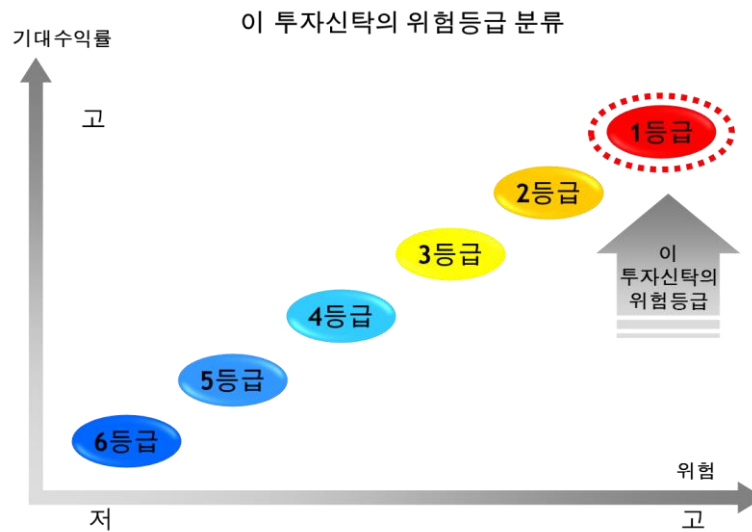 이 투자신탁의 위험등급 분류
기대수익률
고
1등급
2등급
3등급
이
투자신탁의
위험등급
4등급
5등급
6등급
위험
저
고